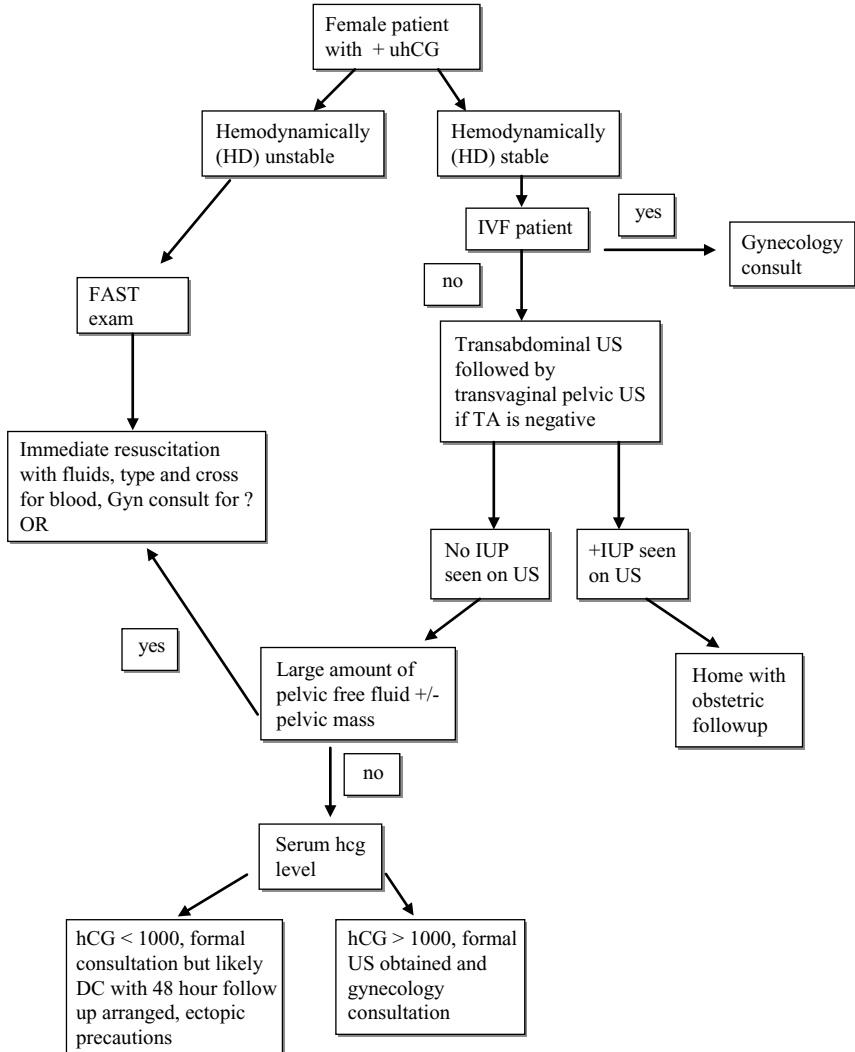 Female patient
with + uhCG
Hemodynamically
(HD) unstable
Hemodynamically
(HD) stable
IVF patient
yes
Gynecology
consult
no
FAST
exam
Transabdominal US
followed by
transvaginal pelvic US
if TA is negative
Immediate resuscitation
with fluids, type and cross
for blood, Gyn consult for ?
OR
No IUP
seen on US
+IUP seen
on US
yes
Large amount of
pelvic free fluid +/-
pelvic mass
Home with
obstetric
followup
no
Serum hcg
level
hCG < 1000, formal
consultation but likely
DC with 48 hour follow
up arranged, ectopic
precautions
hCG > 1000, formal
US obtained and
gynecology
consultation